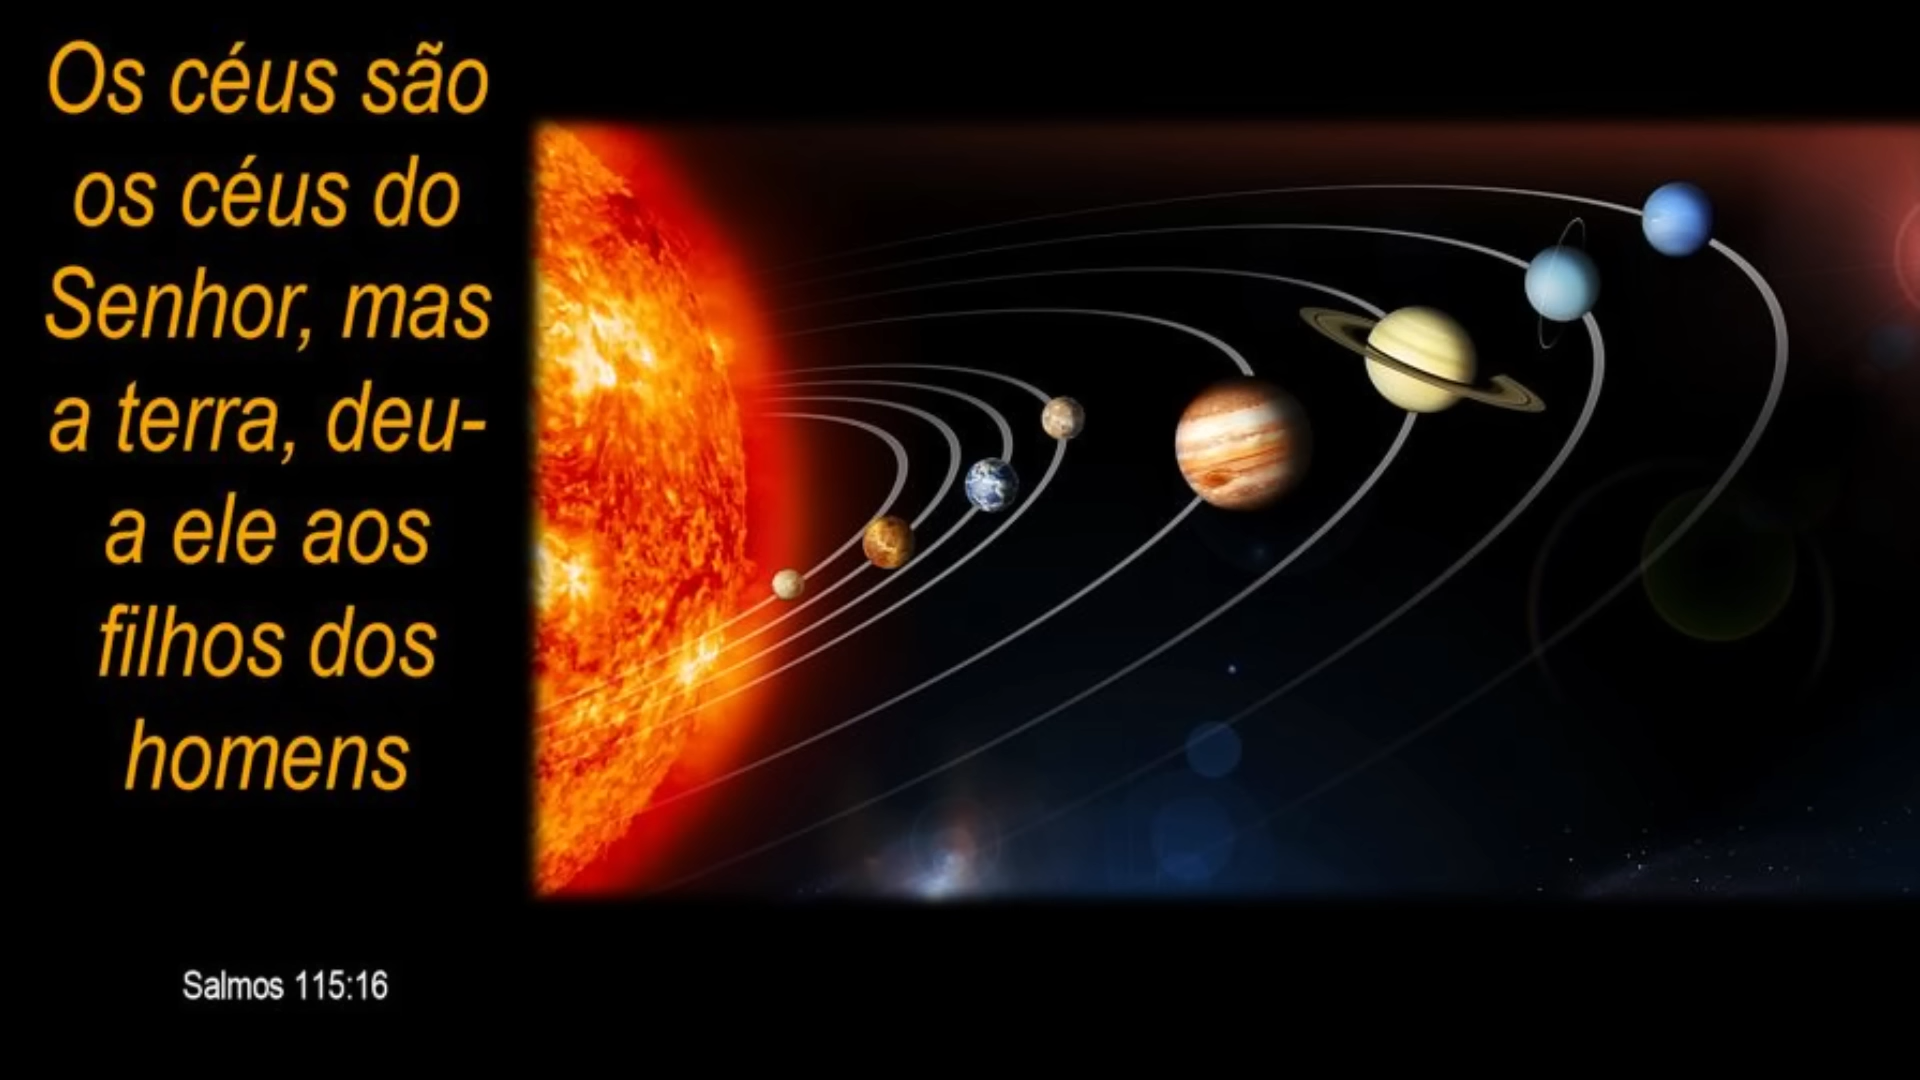 Os céus são
os céus do
Senhor, mas
a terra, deu-
a ele aos
filhos dos
homens
Salmos 115:16